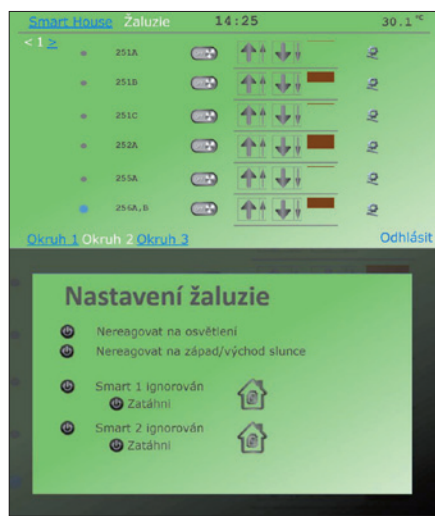 Smart House Žaluzie 14:25 30.1 °C
< 1 >
251A
251B
251C
252A
255A
256A,B
Okruh 1 Okruh 2 Okruh 3 Odhlásit
Nastavení žaluzie
Nereagovat na osvětlení
Nereagovat na západ/východ slunce
Smart 1 ignorován
Zatáhni
Smart 2 ignorován
Zatáhni